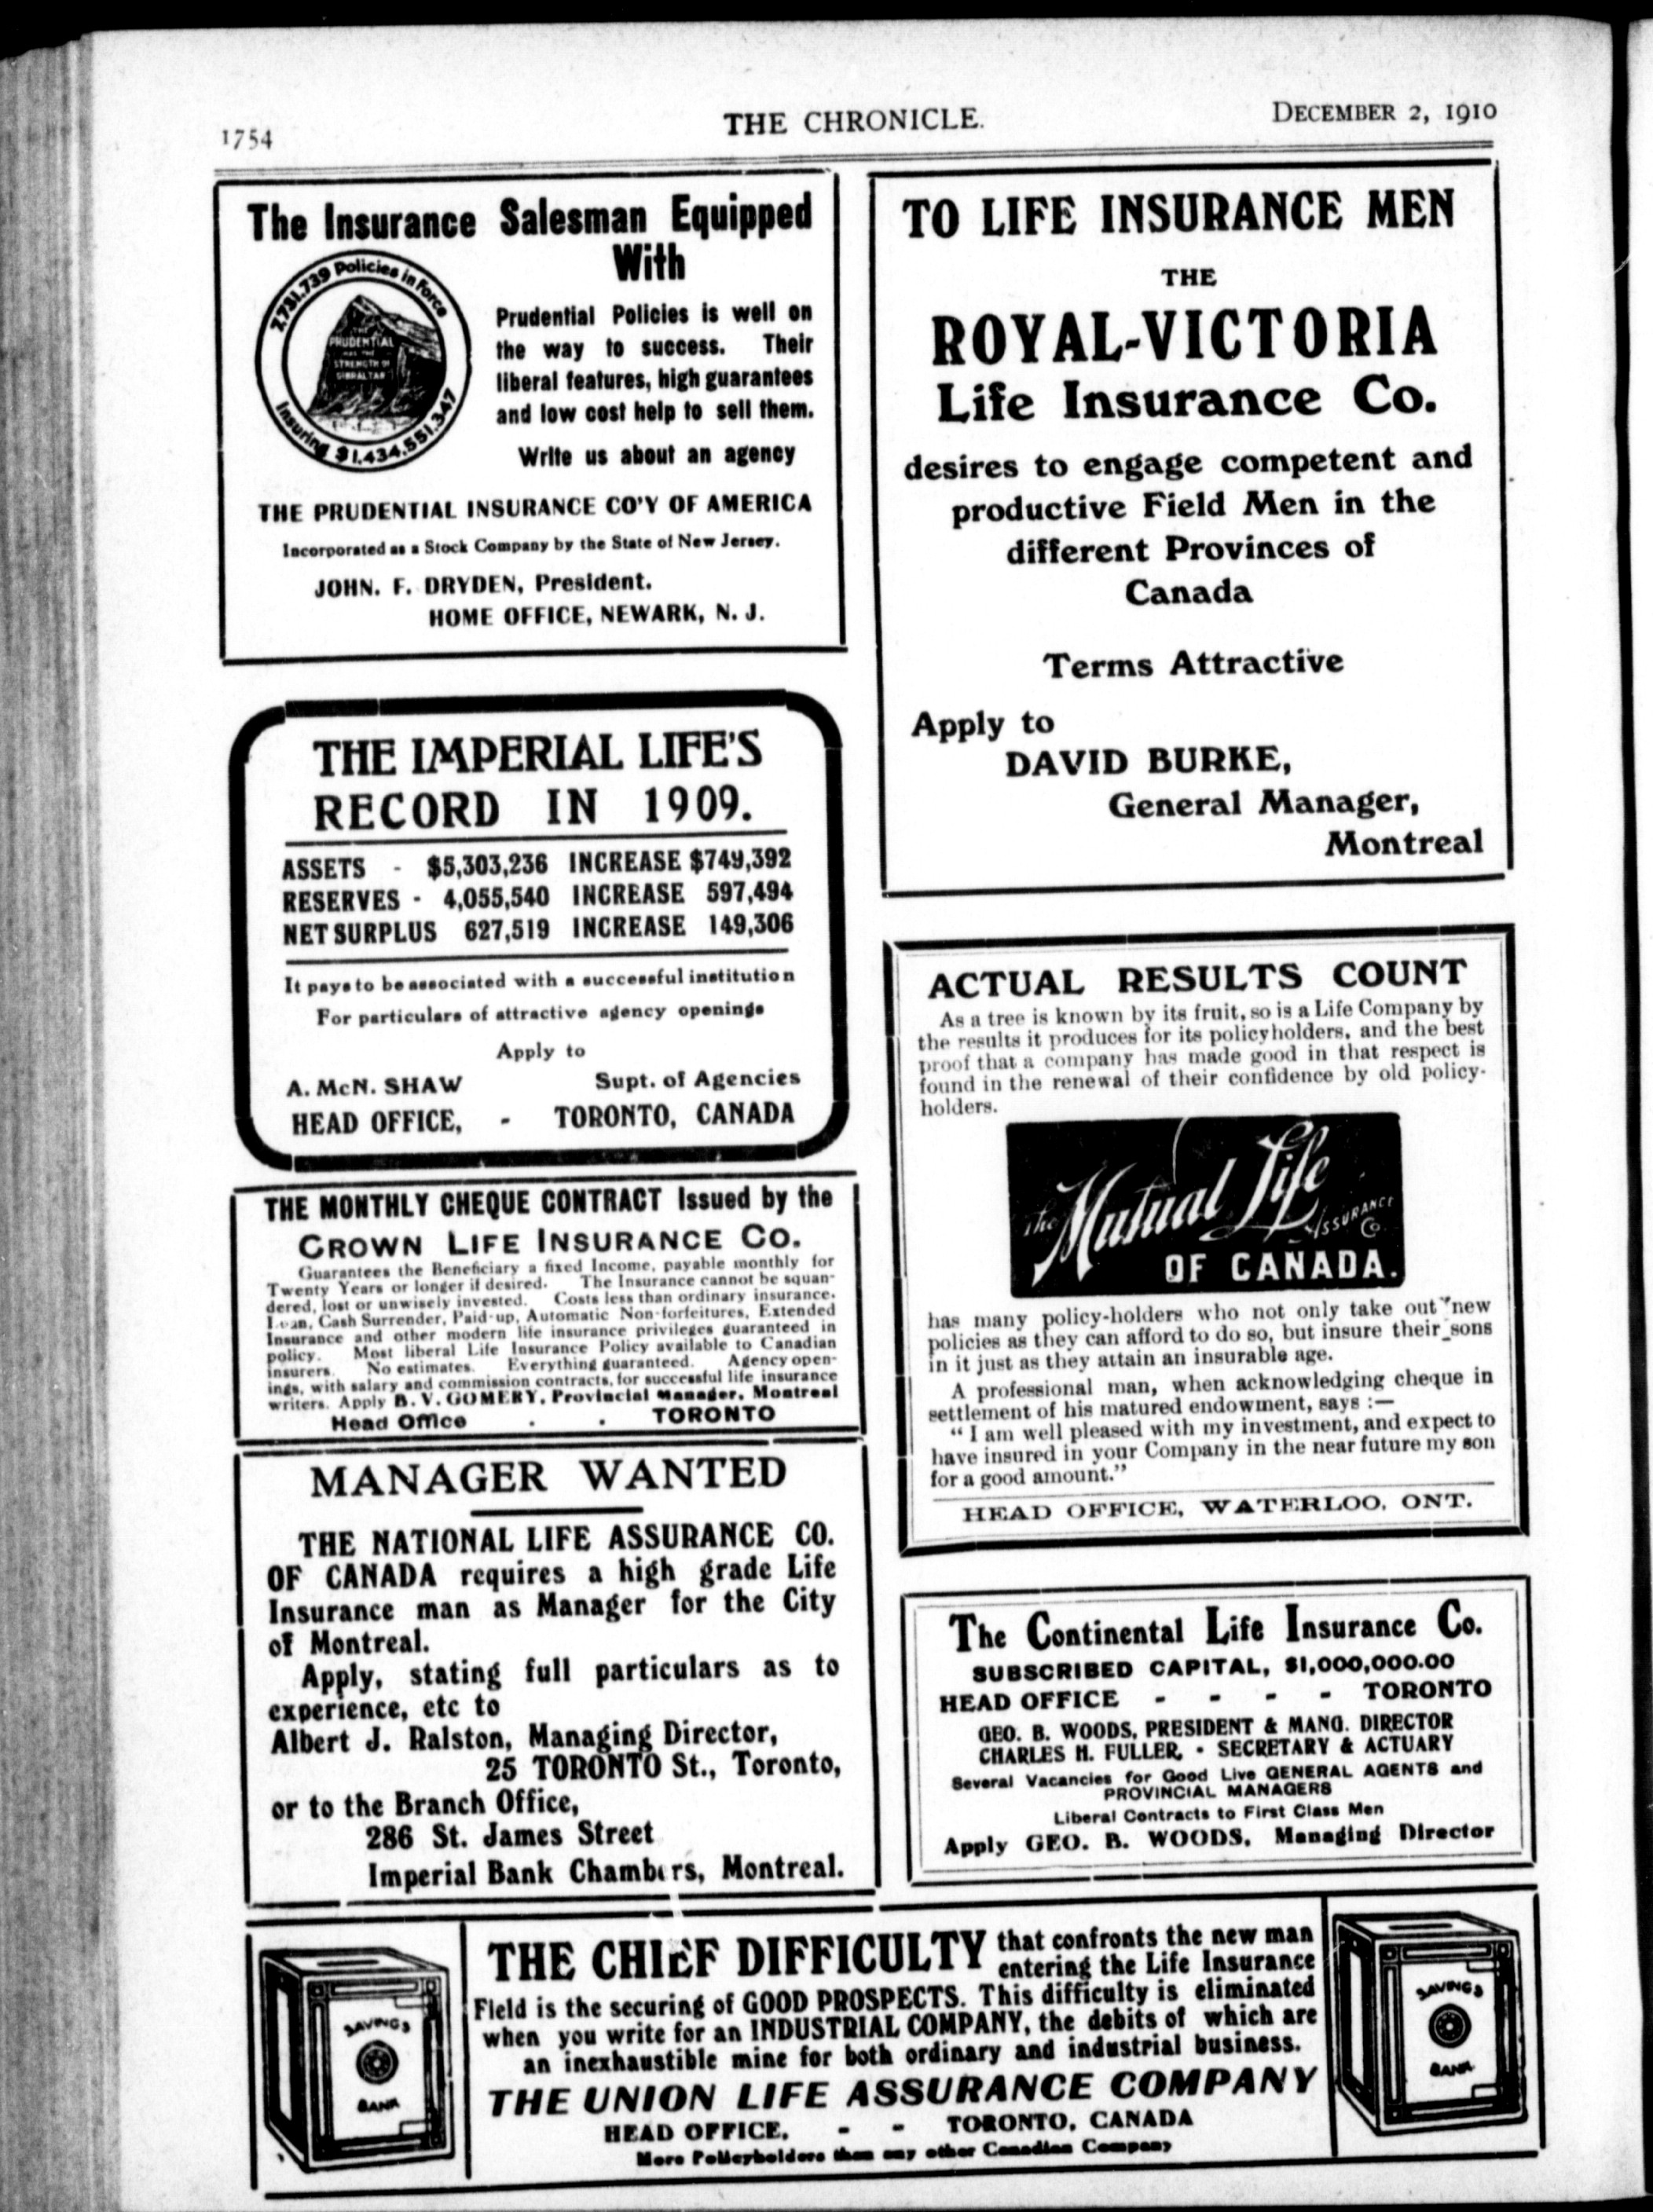 1754
THE CHRONICLE.
DECEMBER 2, 1910
The Insurance Salesman Equipped
With
7,731,739 Policies in Force
PRUDENTIAL
HAS THE
STRENGTH OF
GIBRALTAR
Insuring $1,434,551,347
Prudential Policies is well on
the way to success. Their
liberal features, high guarantees
and low cost help to sell them.
Write us about an agency
THE PRUDENTIAL INSURANCE CO'Y OF AMERICA
Incorporated as a Stock Company by the State of New Jersey.
JOHN. F. DRYDEN, President.
HOME OFFICE, NEWARK, N. J.
THE IMPERIAL LIFE'S
RECORD IN 1909.
ASSETS - $5,303,236 INCREASE $749,392
RESERVES - 4,055,540 INCREASE 597,494
NET SURPLUS 627,519 INCREASE 149,306
It pays to be associated with a successful institution
For particulars of attractive agency openings
Apply to
A. McN. SHAW Supt. of Agencies
HEAD OFFICE, - TORONTO, CANADA
THE MONTHLY CHEQUE CONTRACT Issued by the
CROWN LIFE INSURANCE CO.
Guarantees the Beneficiary a fixed Income, payable monthly for
Twenty Years or longer if desired. The Insurance cannot be squan-
dered, lost or unwisely invested. Costs less than ordinary insurance.
Loan, Cash Surrender, Paid-up, Automatic Non-forfeitures, Extended
Insurance and other modern life insurance privileges guaranteed in
policy. Most liberal Life Insurance Policy available to Canadian
insurers. No estimates. Everything guaranteed. Agency open-
ings, with salary and commission contracts, for successful life insurance
writers. Apply B. V. GOMERY, Provincial Manager, Montreal
Head Office . . TORONTO
MANAGER WANTED
THE NATIONAL LIFE ASSURANCE CO.
OF CANADA requires a high grade Life
Insurance man as Manager for the City
of Montreal.
Apply, stating full particulars as to
experience, etc to
Albert J. Ralston, Managing Director,
25 TORONTO St., Toronto,
or to the Branch Office,
286 St. James Street
Imperial Bank Chambers, Montreal.
TO LIFE INSURANCE MEN
THE
ROYAL-VICTORIA
Life Insurance Co.
desires to engage competent and
productive Field Men in the
different Provinces of
Canada
Terms Attractive
Apply to
DAVID BURKE,
General Manager,
Montreal
ACTUAL RESULTS COUNT
As a tree is known by its fruit, so is a Life Company by
the results it produces for its policyholders, and the best
proof that a company has made good in that respect is
found in the renewal of their confidence by old policy-
holders.
The Mutual Life
ASSURANCE CO.
OF CANADA.
has many policy-holders who not only take out new
policies as they can afford to do so, but insure their sons
in it just as they attain an insurable age.
A professional man, when acknowledging cheque in
settlement of his matured endowment, says :—
“ I am well pleased with my investment, and expect to
have insured in your Company in the near future my son
for a good amount.”
HEAD OFFICE, WATERLOO, ONT.
The Continental Life Insurance Co.
SUBSCRIBED CAPITAL, $1,000,000.00
HEAD OFFICE - - - - TORONTO
GEO. B. WOODS, PRESIDENT & MANG. DIRECTOR
CHARLES H. FULLER, - SECRETARY & ACTUARY
Several Vacancies for Good Live GENERAL AGENTS and
PROVINCIAL MANAGERS
Liberal Contracts to First Class Men
Apply GEO. B. WOODS, Managing Director
SAVINGS
BANK
THE CHIEF DIFFICULTY that confronts the new man
entering the Life Insurance
Field is the securing of GOOD PROSPECTS. This difficulty is eliminated
when you write for an INDUSTRIAL COMPANY, the debits of which are
an inexhaustible mine for both ordinary and industrial business.
THE UNION LIFE ASSURANCE COMPANY
HEAD OFFICE, - - TORONTO, CANADA
More Policyholders than any other Canadian Company
SAVINGS
BANK